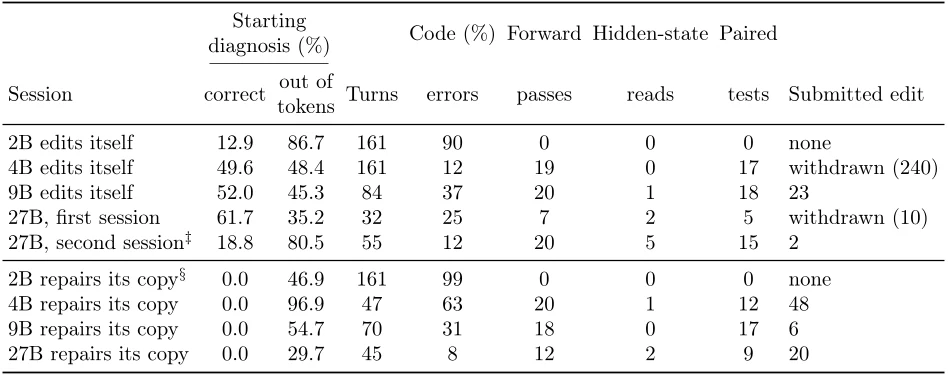 Starting
diagnosis (%) Code (%) Forward Hidden-state Paired
Session correct out of tokens Turns errors passes reads tests Submitted edit
2B edits itself 12.9 86.7 161 90 0 0 0 none
4B edits itself 49.6 48.4 161 12 19 0 17 withdrawn (240)
9B edits itself 52.0 45.3 84 37 20 1 18 23
27B, first session 61.7 35.2 32 25 7 2 5 withdrawn (10)
27B, second session‡ 18.8 80.5 55 12 20 5 15 2
2B repairs its copy§ 0.0 46.9 161 99 0 0 0 none
4B repairs its copy 0.0 96.9 47 63 20 1 12 48
9B repairs its copy 0.0 54.7 70 31 18 0 17 6
27B repairs its copy 0.0 29.7 45 8 12 2 9 20